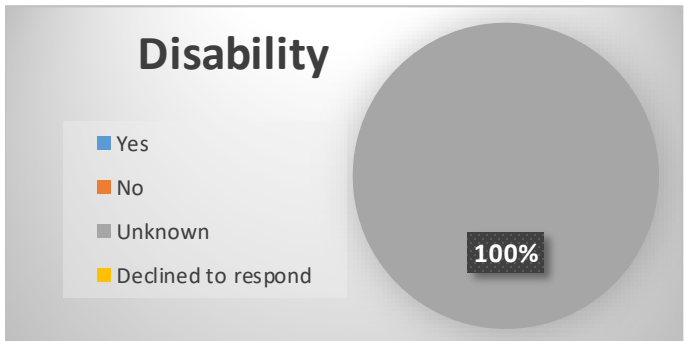 Disability
Yes
No
Unknown
Declined to respond
100%